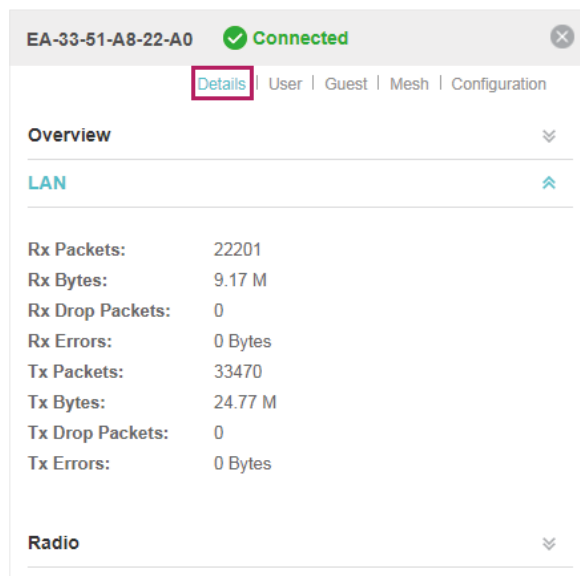 EA-33-51-A8-22-A0 Connected
Details | User | Guest | Mesh | Configuration
Overview
LAN
Rx Packets: 22201
Rx Bytes: 9.17 M
Rx Drop Packets: 0
Rx Errors: 0 Bytes
Tx Packets: 33470
Tx Bytes: 24.77 M
Tx Drop Packets: 0
Tx Errors: 0 Bytes
Radio